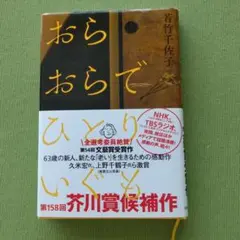 若竹千佐子
おら
おらで
ひとり
いぐも
全選考委員絶賛!
第54回 文藝賞受賞作
63歳の新人、新たな「老い」を生きるための感動作
久米宏氏、上野千鶴子氏ら激賞
NHK、
TBSラジオ、
第158回 芥川賞候補作